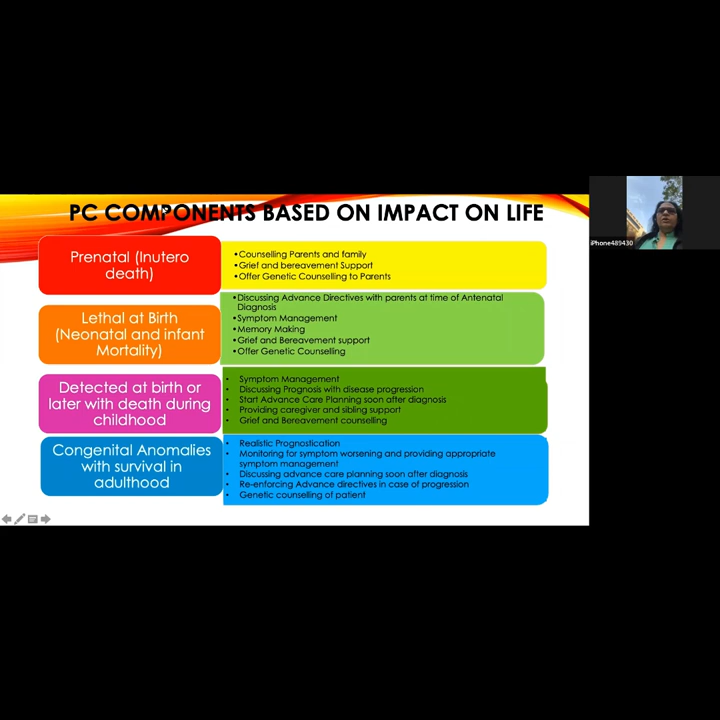 PC COMPONENTS BASED ON IMPACT ON LIFE
Prenatal (Inutero
death)
•Counselling Parents and family
•Grief and bereavement Support
•Offer Genetic Counselling to Parents
Lethal at Birth
(Neonatal and infant
Mortality)
•Discussing Advance Directives with parents at time of Antenatal
Diagnosis
•Symptom Management
•Memory Making
•Grief and Bereavement support
•Offer Genetic Counselling
Detected at birth or
later with death during
childhood
• Symptom Management
• Discussing Prognosis with disease progression
• Start Advance Care Planning soon after diagnosis
• Providing caregiver and sibling support
• Grief and Bereavement counselling
Congenital Anomalies
with survival in
adulthood
• Realistic Prognostication
• Monitoring for symptom worsening and providing appropriate
symptom management
• Discussing advance care planning soon after diagnosis
• Re-enforcing Advance directives in case of progression
• Genetic counselling of patient
iPhone489430